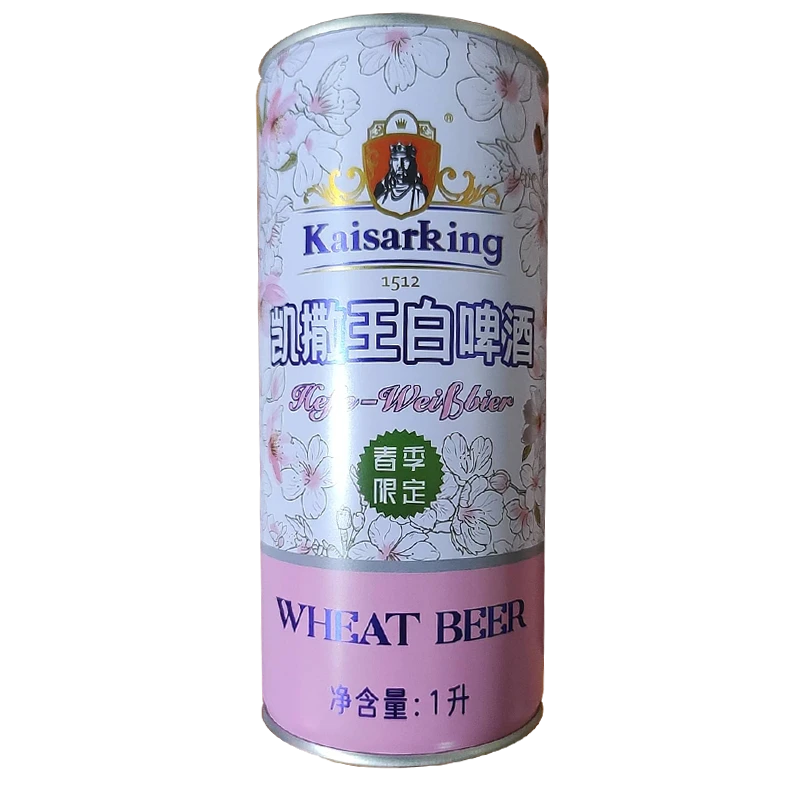 ®
Kaisarking
1512
凯撒王白啤酒
Hefe-Weißbier
春季
限定
WHEAT BEER
净含量:1升